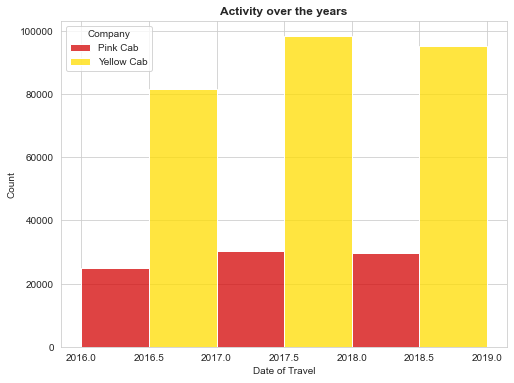 Activity over the years
Company
Pink Cab
Yellow Cab
100000
80000
60000
40000
20000
0
Count
2016.0 2016.5 2017.0 2017.5 2018.0 2018.5 2019.0
Date of Travel